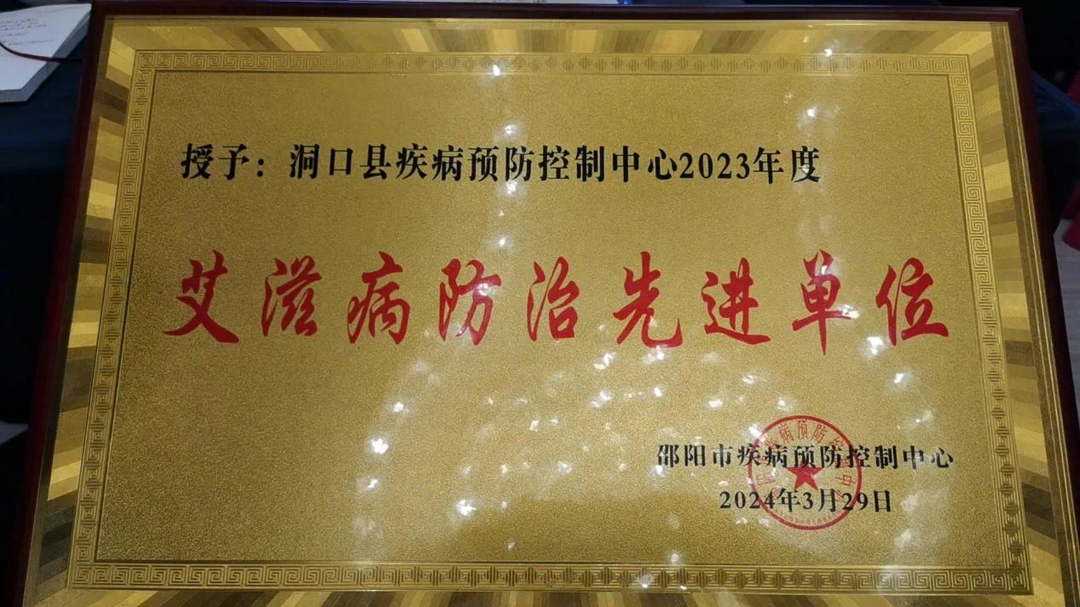 授予：洞口县疾病预防控制中心2023年度
艾滋病防治先进单位
邵阳市疾病预防控制中心
2024年3月29日